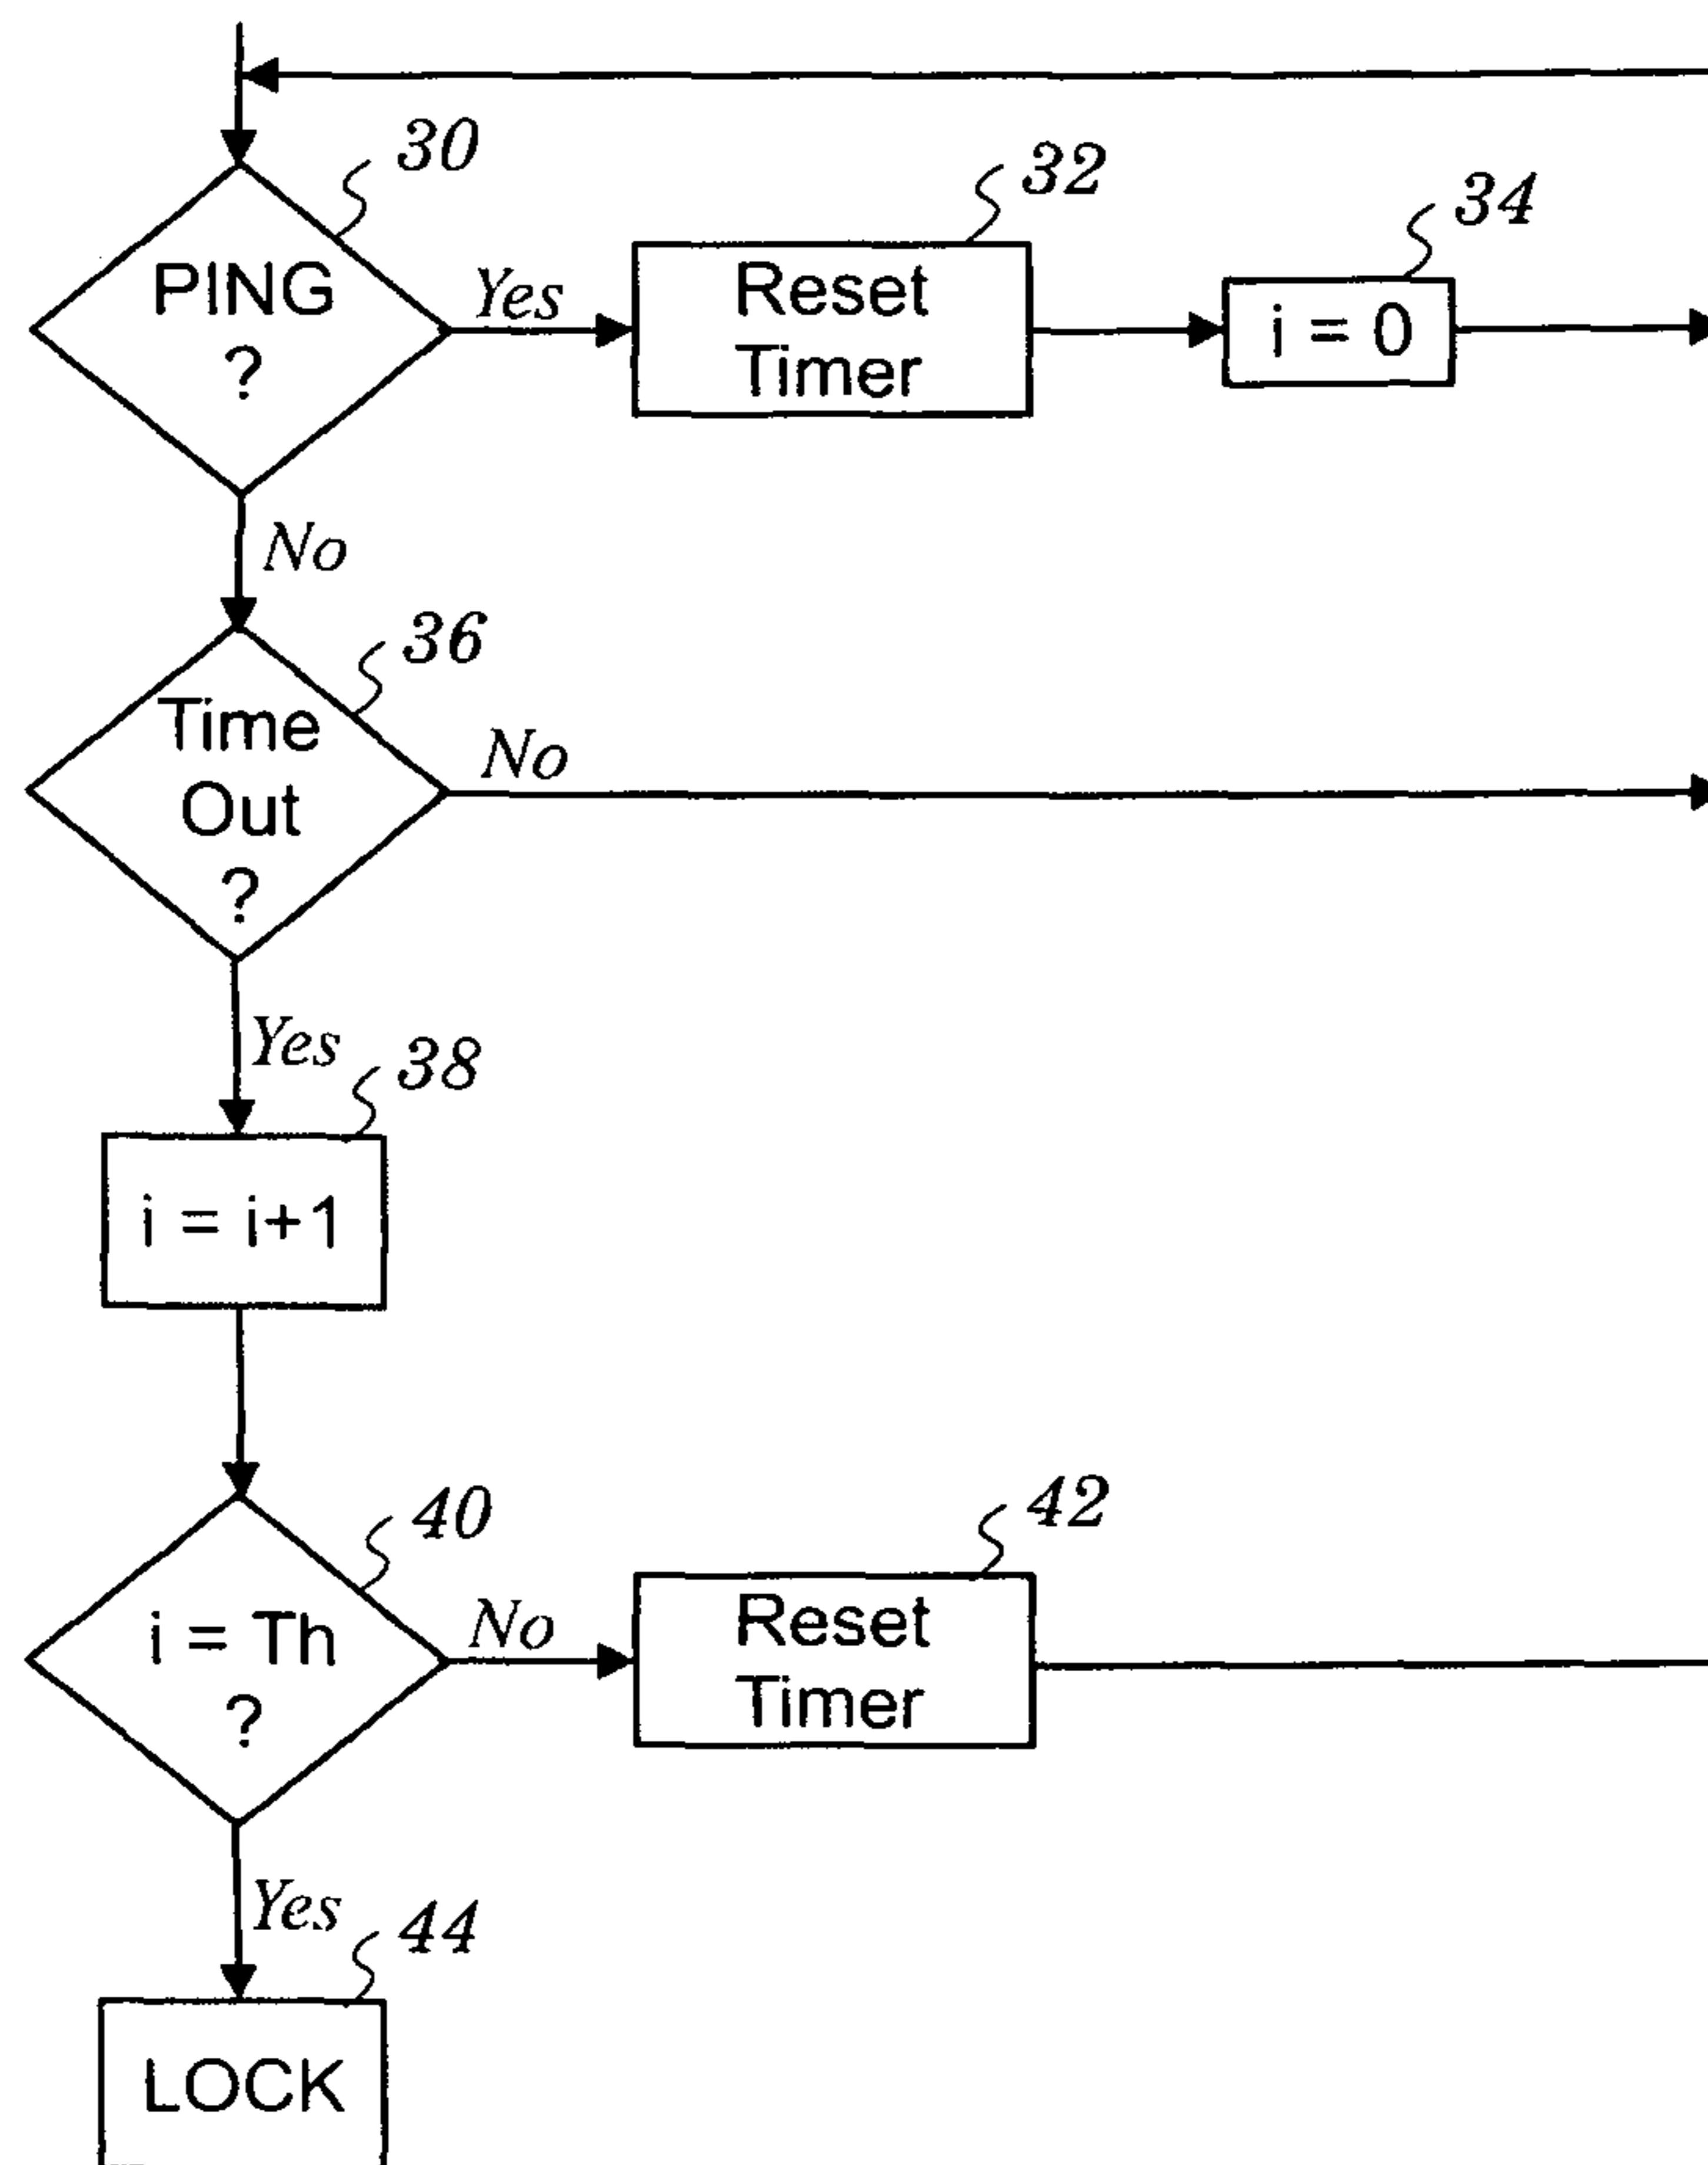 30
PING
?
Yes
32
Reset
Timer
34
i = 0
No
36
Time
Out
?
No
Yes
38
i = i+1
40
i = Th
?
No
42
Reset
Timer
Yes
44
LOCK